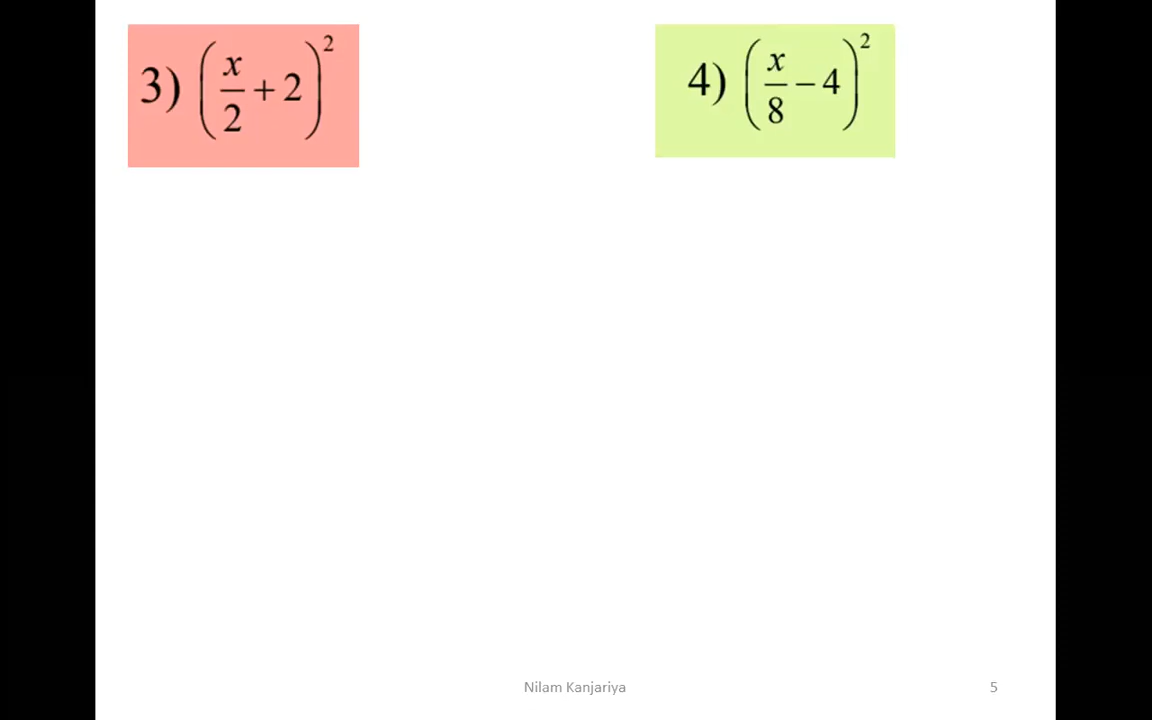 3) (x/2 + 2)²
4) (x/8 − 4)²
Nilam Kanjariya
5